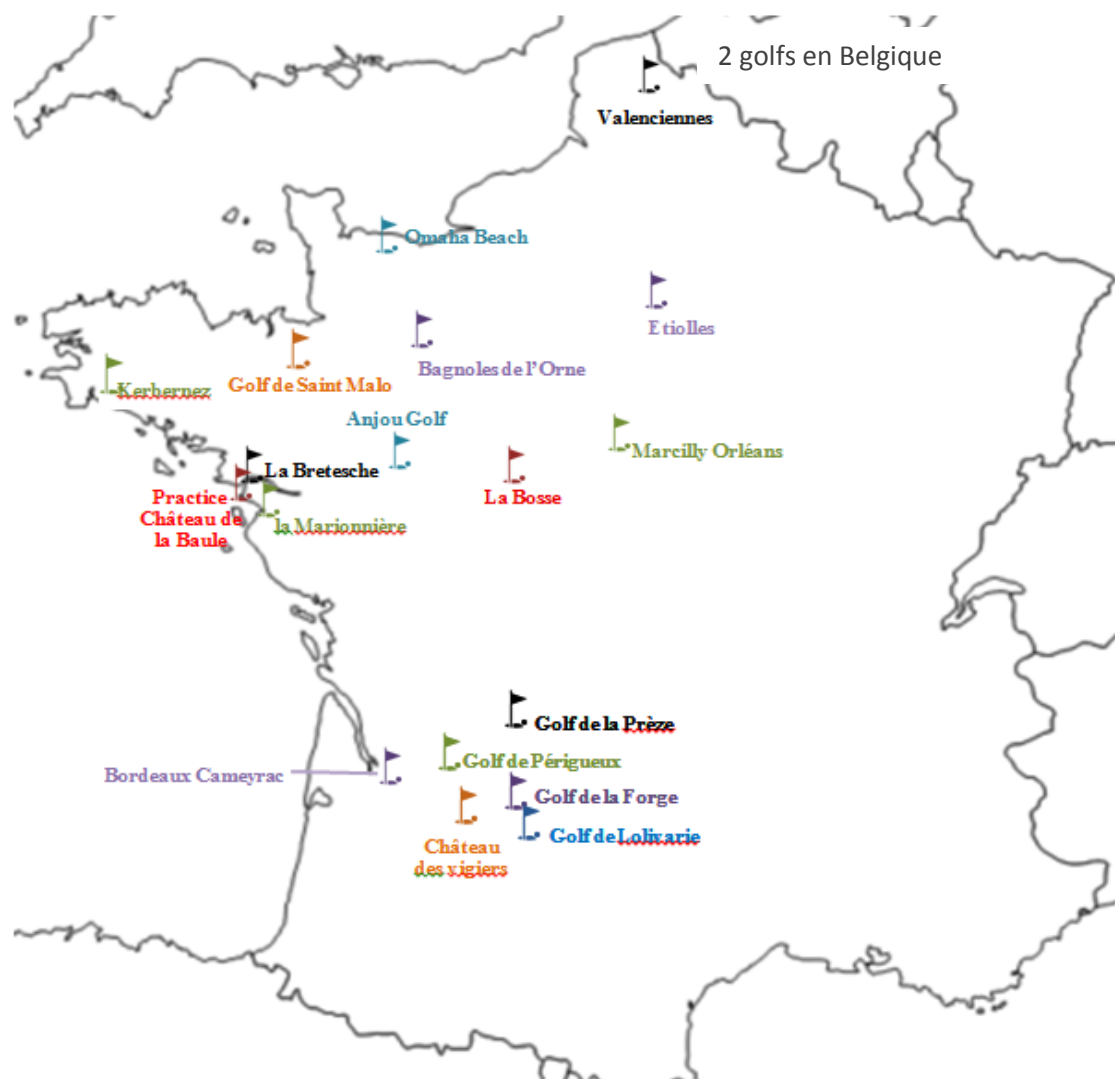 2 golfs en Belgique
Valenciennes
Omaha Beach
Etiolles
Bagnoles de l'Orne
Golf de Saint Malo
Kerbernez
Anjou Golf
Marcilly Orléans
La Bretesche
La Bosse
Practice
Château de
la Baule
la Marionnière
Golf de la Prèze
Golf de Périgueux
Bordeaux Cameyrac
Golf de la Forge
Golf de Lolivarie
Château
des vigiers